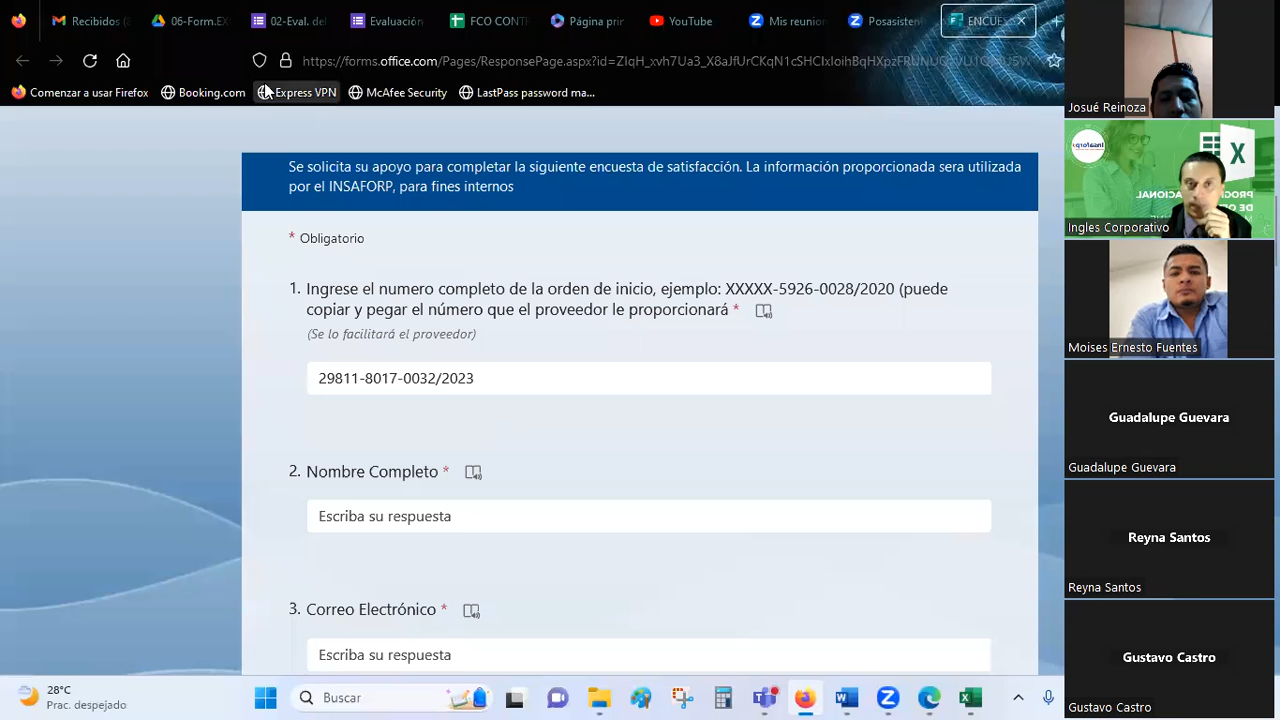 Recibidos (
06-Form.EX
02-Eval. de
Evaluación
FCO CONT
Página prin
YouTube
Mis reunion
Posasistent
ENCUES
https://forms.office.com/Pages/ResponsePage.aspx?id=
Comenzar a usar Firefox
Booking.com
Express VPN
McAfee Security
LastPass password ma...
Se solicita su apoyo para completar la siguiente encuesta de satisfacción. La información proporcionada sera utilizada
por el INSAFORP, para fines internos
* Obligatorio
1. Ingrese el numero completo de la orden de inicio, ejemplo: XXXXX-5926-0028/2020 (puede
copiar y pegar el número que el proveedor le proporcionará *
(Se lo facilitará el proveedor)
29811-8017-0032/2023
2. Nombre Completo *
Escriba su respuesta
3. Correo Electrónico *
Escriba su respuesta
Josué Reinoza
insaforp
X
Ingles Corporativo
Moises Ernesto Fuentes
Guadalupe Guevara
Guadalupe Guevara
Reyna Santos
Reyna Santos
Gustavo Castro
Gustavo Castro
28°C
Prac. despejado
Buscar